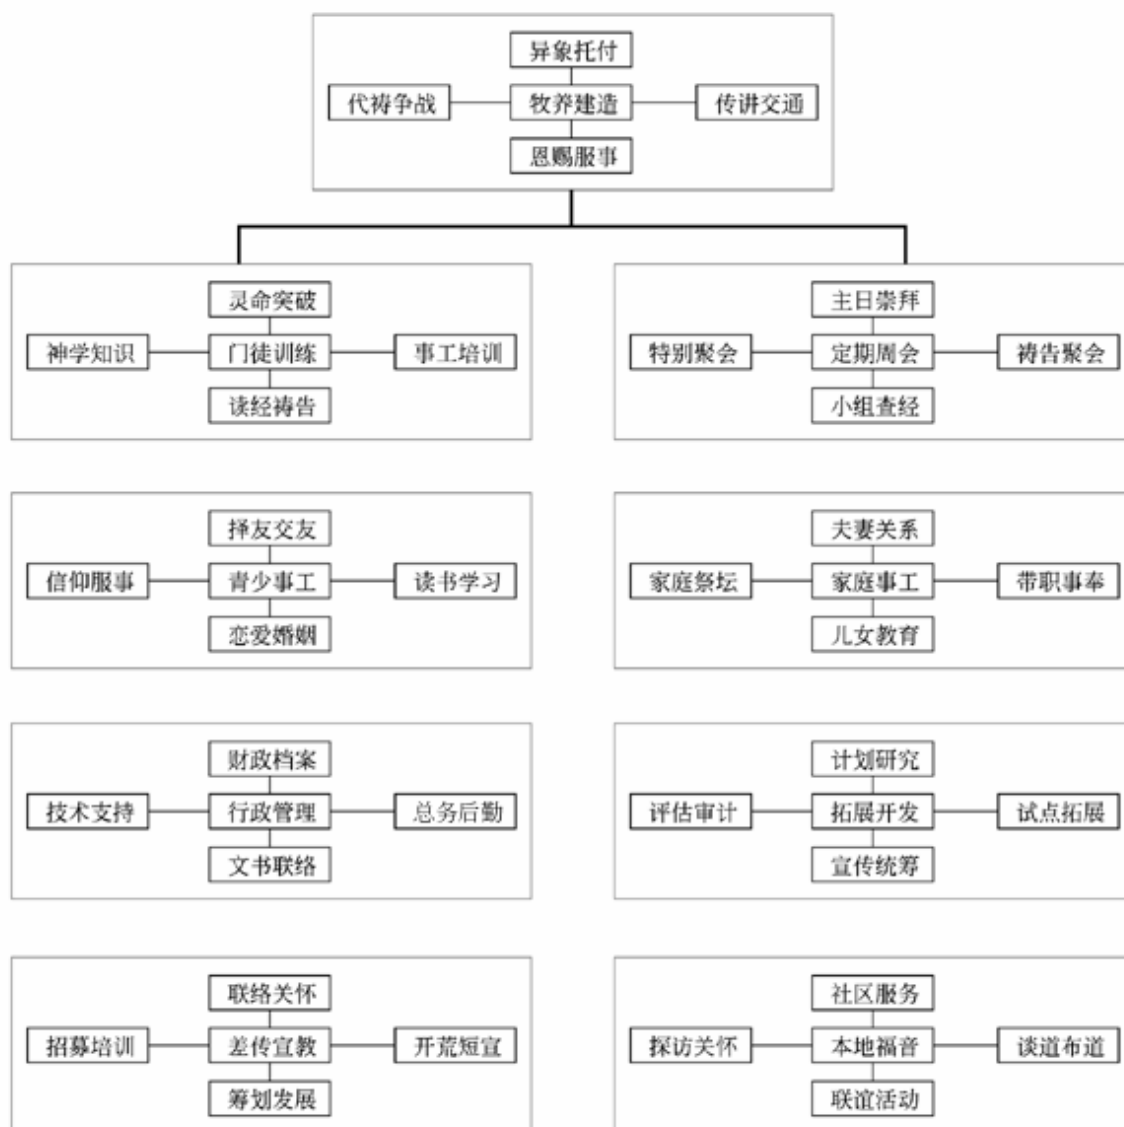 异象托付
代祷争战 牧养建造 传讲交通
恩赐服事
灵命突破 主日崇拜
神学知识 门徒训练 事工培训 特别聚会 定期周会 祷告聚会
读经祷告 小组查经
择友交友 夫妻关系
信仰服事 青少事工 读书学习 家庭祭坛 家庭事工 带职事奉
恋爱婚姻 儿女教育
财政档案 计划研究
技术支持 行政管理 总务后勤 评估审计 拓展开发 试点拓展
文书联络 宣传统筹
联络关怀 社区服务
招募培训 差传宣教 开荒短宣 探访关怀 本地福音 谈道布道
筹划发展 联谊活动